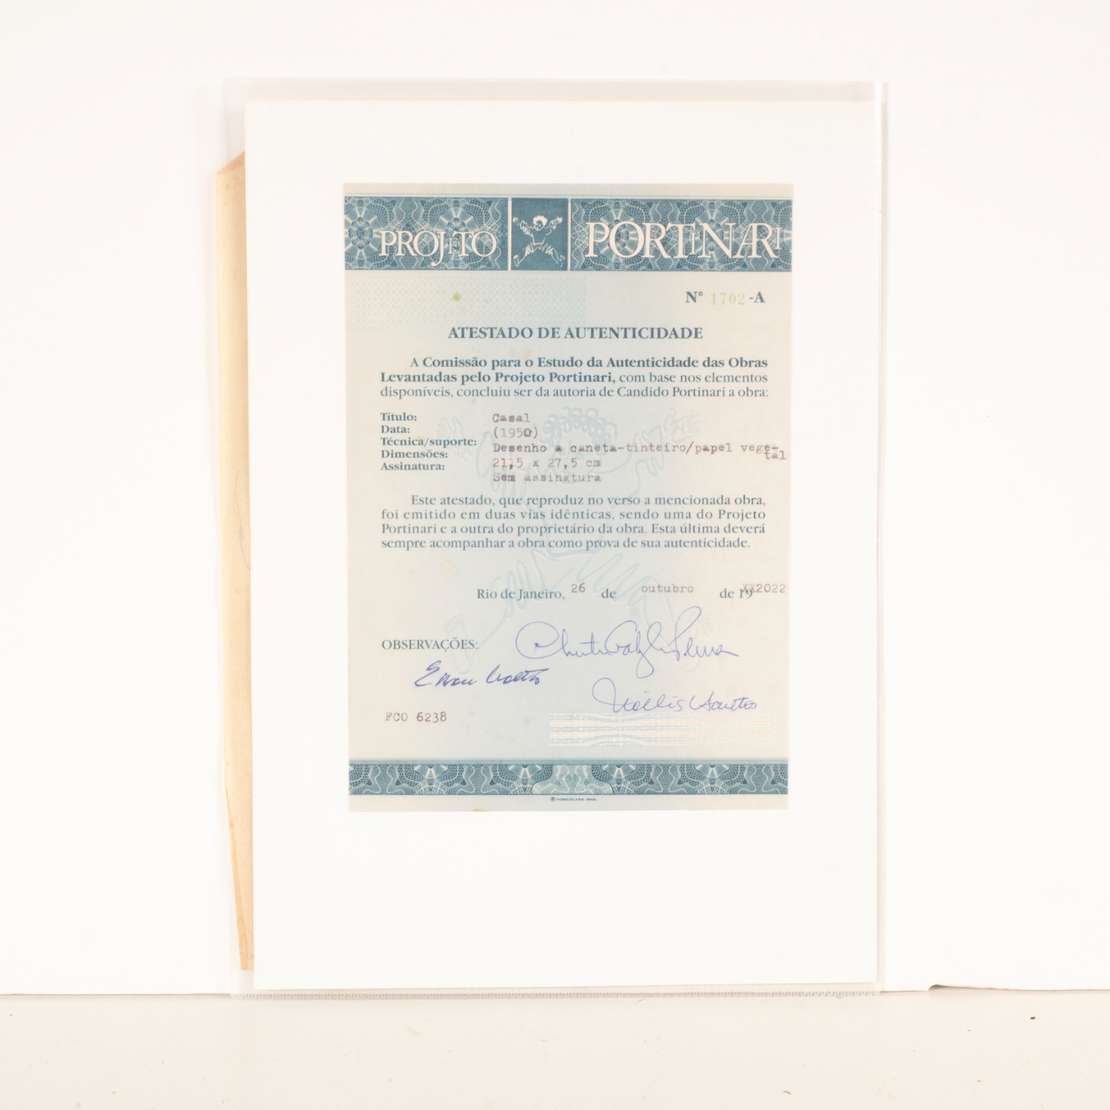 PROJETO PORTINARI
Nº 1702 -A
ATESTADO DE AUTENTICIDADE
A Comissão para o Estudo da Autenticidade das Obras
Levantadas pelo Projeto Portinari, com base nos elementos
disponíveis, concluiu ser da autoria de Candido Portinari a obra:
Título: Casal
Data: (1950)
Técnica/suporte: Desenho a caneta-tinteiro/papel vege-
tal
Dimensões: 21,5 x 27,5 cm
Assinatura: Sem assinatura
Este atestado, que reproduz no verso a mencionada obra,
foi emitido em duas vias idênticas, sendo uma do Projeto
Portinari e a outra do proprietário da obra. Esta última deverá
sempre acompanhar a obra como prova de sua autenticidade.
Rio de Janeiro, 26 de outubro de 19XX2022
OBSERVAÇÕES:
FCO 6238